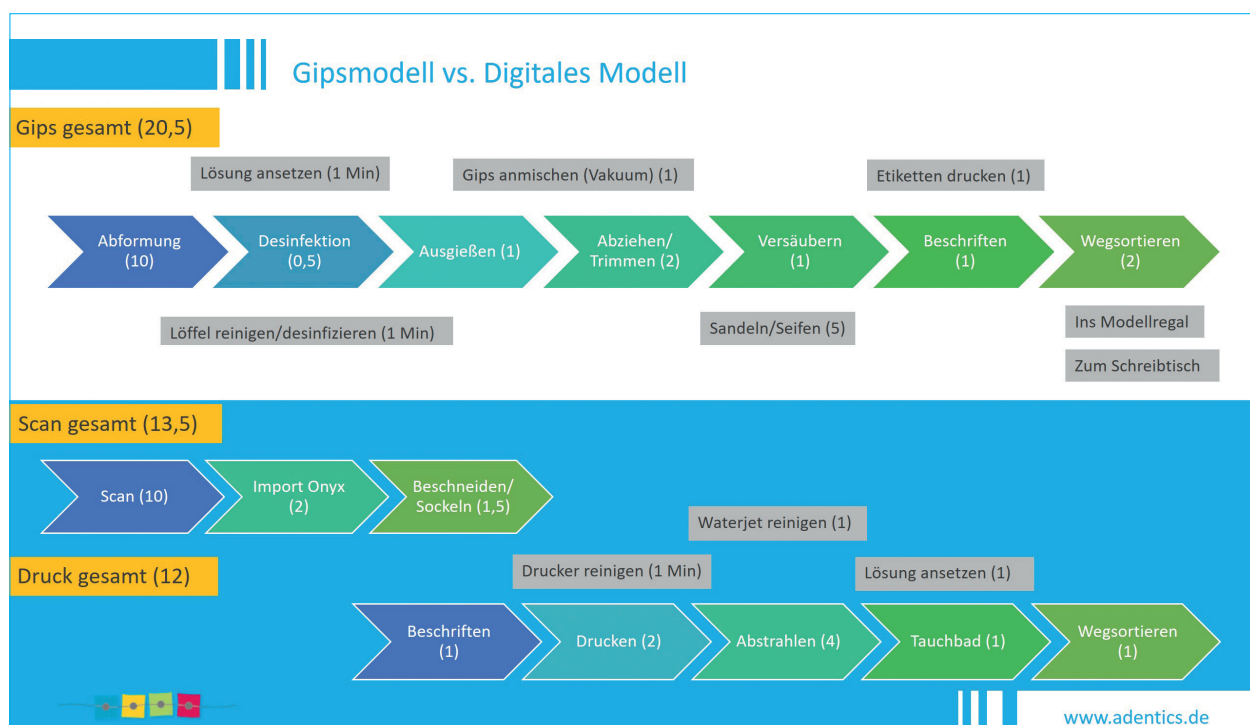 Gipsmodell vs. Digitales Modell
Gips gesamt (20,5)
Lösung ansetzen (1 Min)
Gips anmischen (Vakuum) (1)
Etiketten drucken (1)
Abformung
(10)
Desinfektion
(0,5)
Ausgießen (1)
Abziehen/
Trimmen (2)
Versäubern
(1)
Beschriften
(1)
Wegsortieren
(2)
Löffel reinigen/desinfizieren (1 Min)
Sandeln/Seifen (5)
Ins Modellregal
Zum Schreibtisch
Scan gesamt (13,5)
Scan (10)
Import Onyx
(2)
Beschneiden/
Sockeln (1,5)
Waterjet reinigen (1)
Druck gesamt (12)
Drucker reinigen (1 Min)
Lösung ansetzen (1)
Beschriften
(1)
Drucken (2)
Abstrahlen (4)
Tauchbad (1)
Wegsortieren
(1)
www.adentics.de